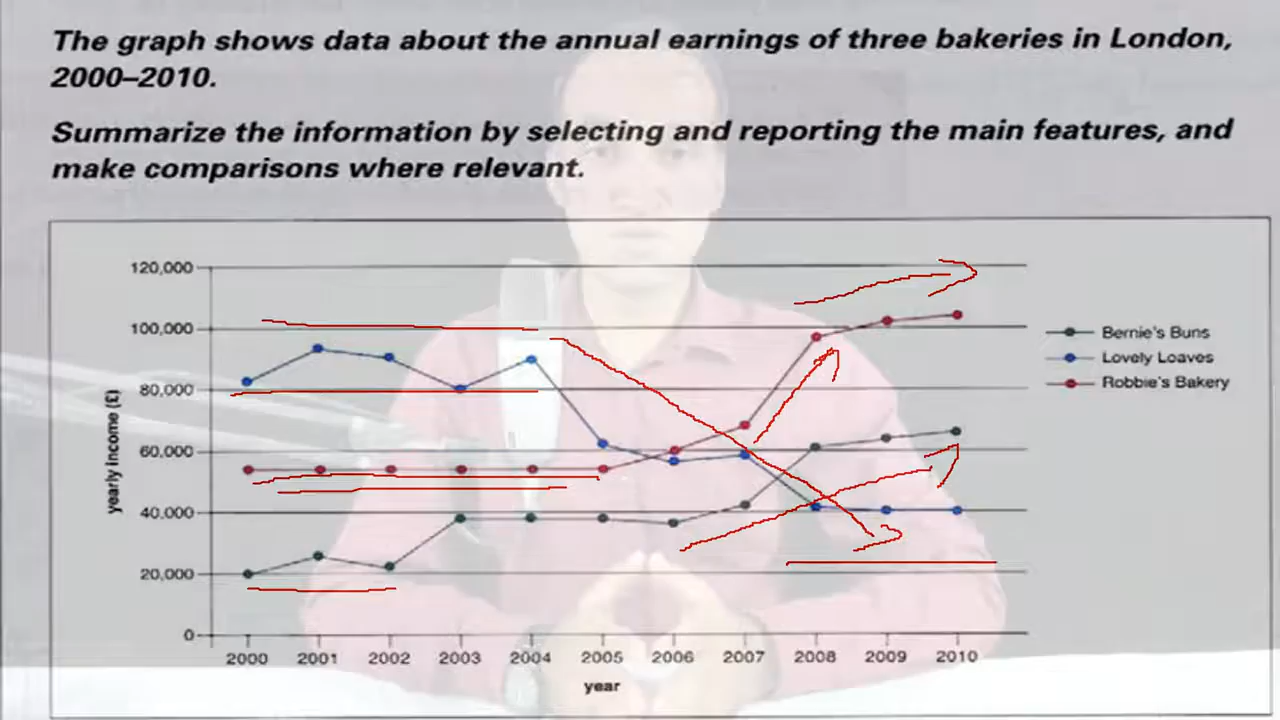 The graph shows data about the annual earnings of three bakeries in London,
2000–2010.
Summarize the information by selecting and reporting the main features, and
make comparisons where relevant.
120,000
100,000
80,000
60,000
40,000
20,000
0
yearly income (£)
2000 2001 2002 2003 2004 2005 2006 2007 2008 2009 2010
year
Bernie's Buns
Lovely Loaves
Robbie's Bakery